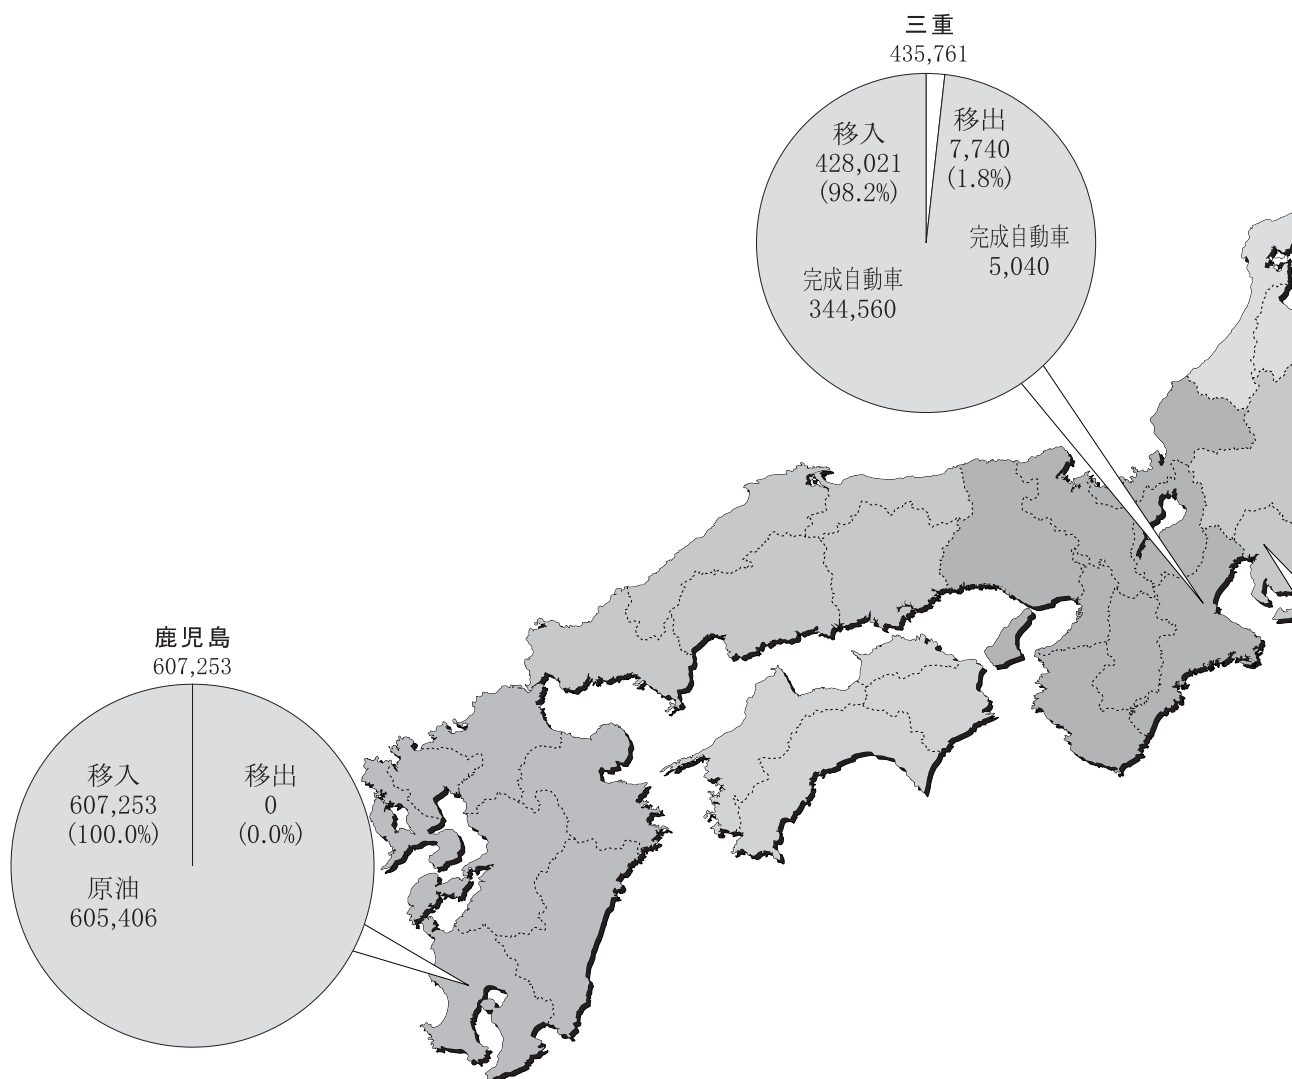 三重
435,761
移入
428,021
(98.2%)
移出
7,740
(1.8%)
完成自動車
5,040
完成自動車
344,560
鹿児島
607,253
移入
607,253
(100.0%)
移出
0
(0.0%)
原油
605,406